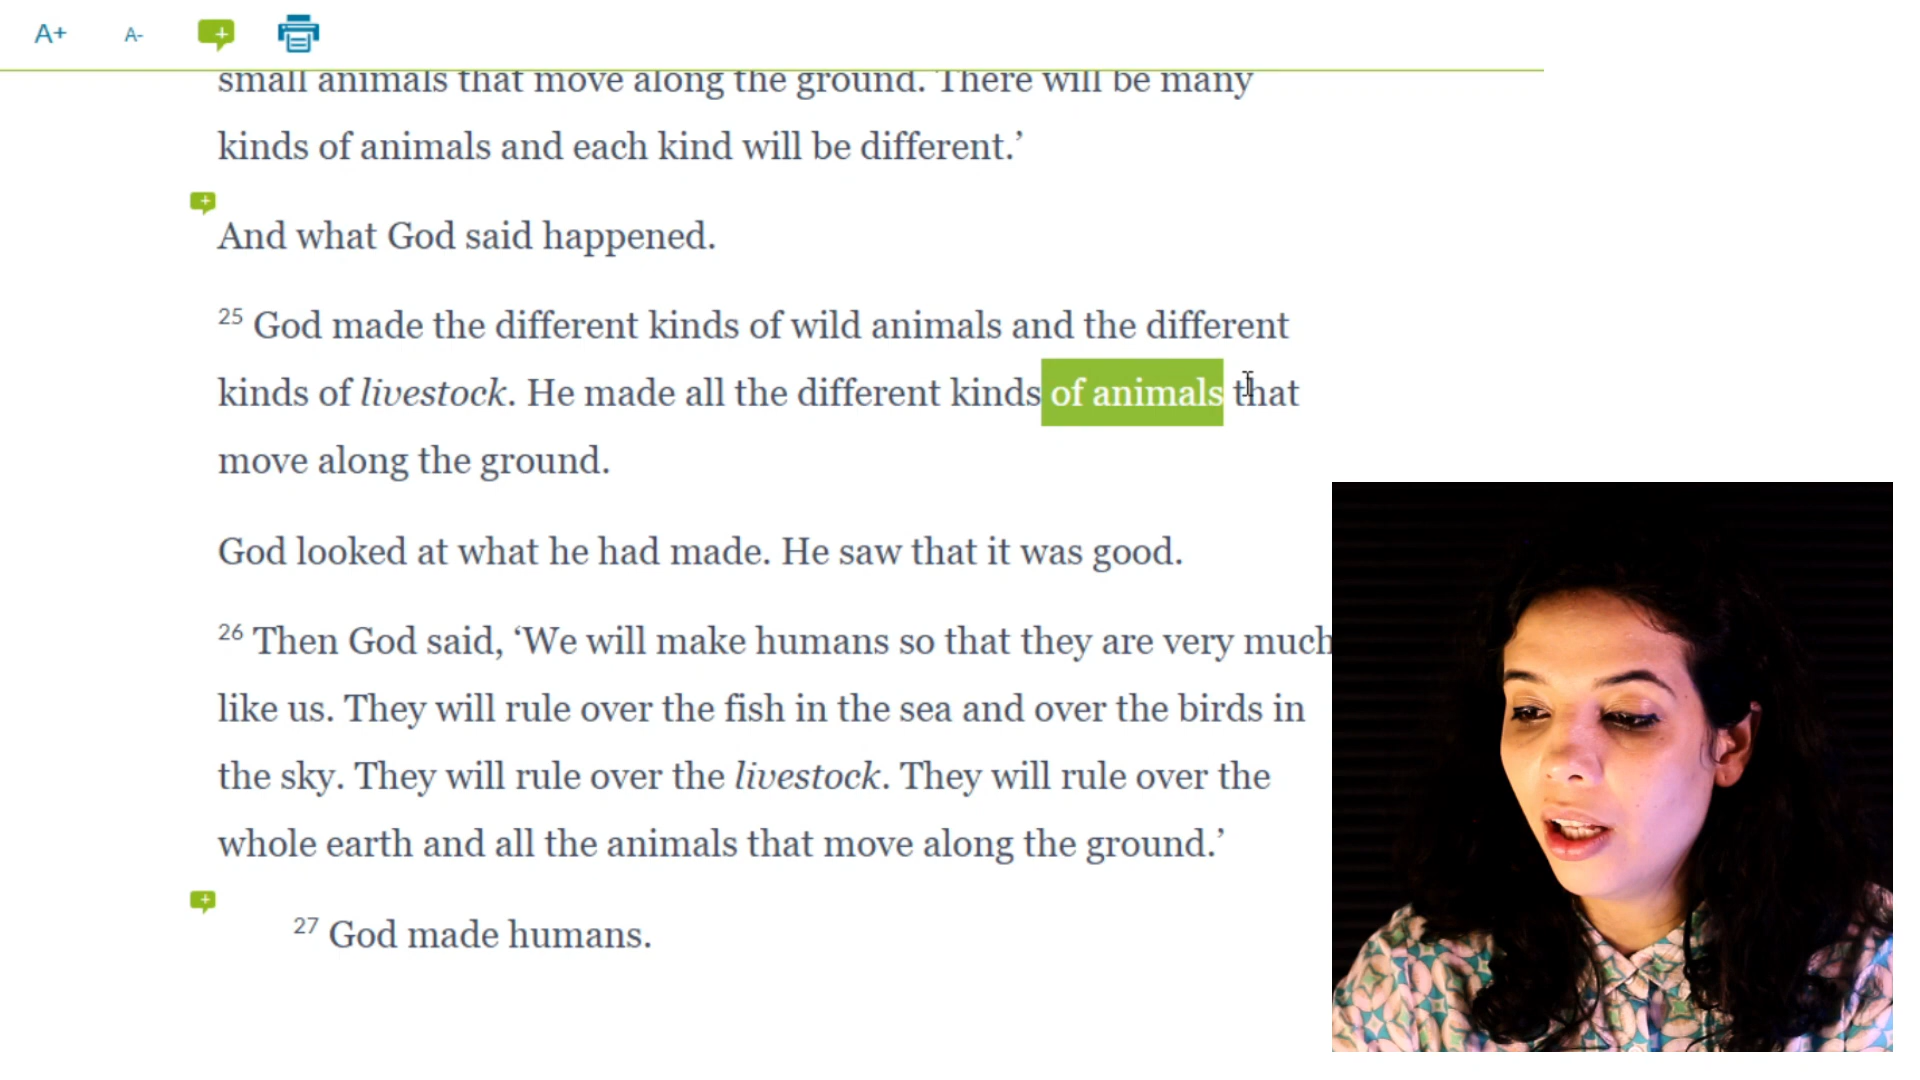 A+ A-
small animals that move along the ground. There will be many
kinds of animals and each kind will be different.’
And what God said happened.
25 God made the different kinds of wild animals and the different
kinds of livestock. He made all the different kinds of animals that
move along the ground.
God looked at what he had made. He saw that it was good.
26 Then God said, ‘We will make humans so that they are very much
like us. They will rule over the fish in the sea and over the birds in
the sky. They will rule over the livestock. They will rule over the
whole earth and all the animals that move along the ground.’
27 God made humans.